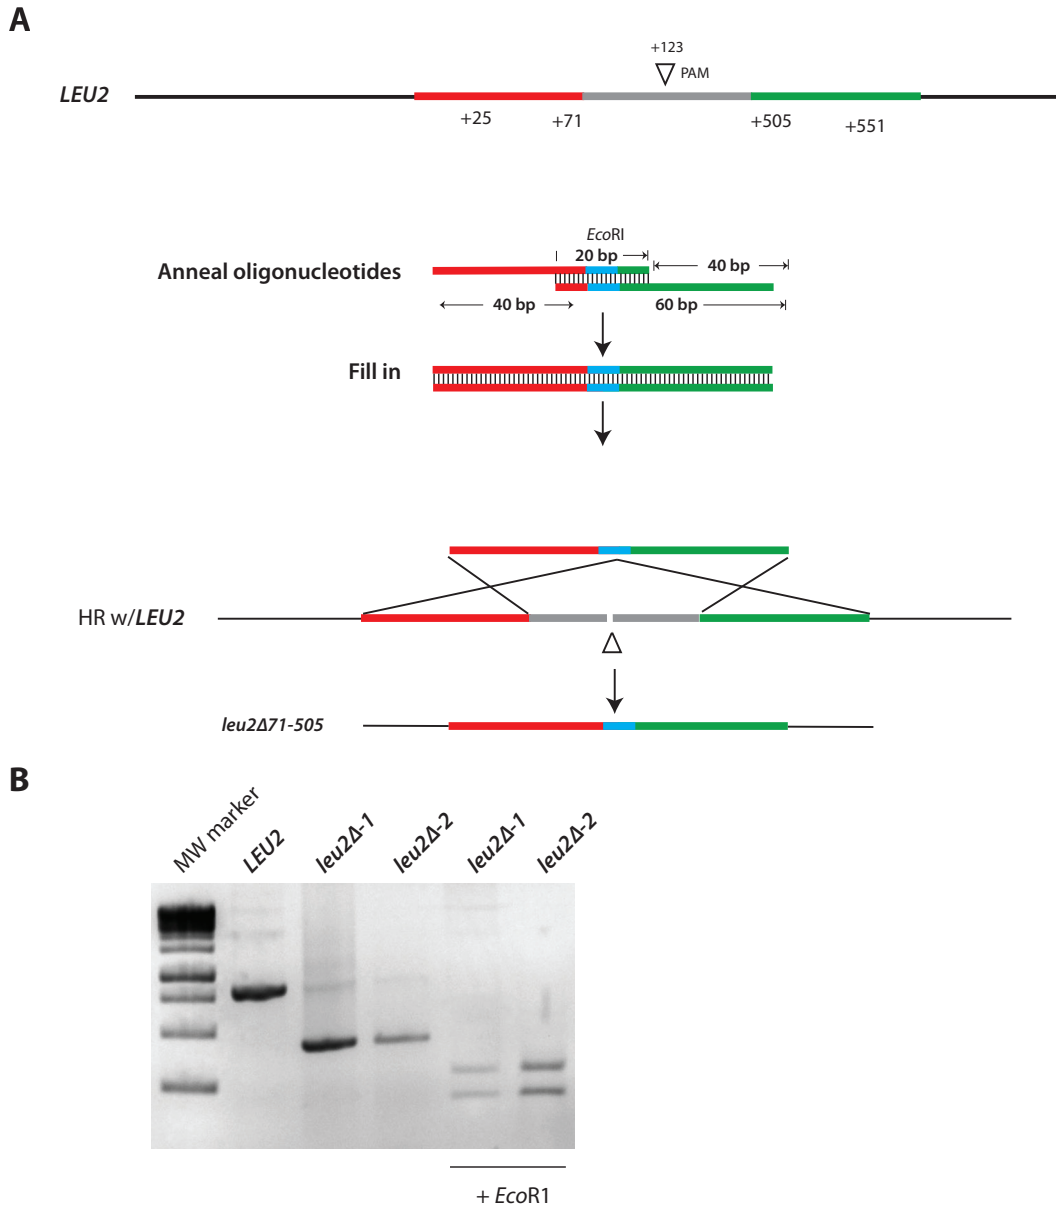 A
+123
PAM
LEU2
+25
+71
+505
+551
EcoRI
20 bp
40 bp
Anneal oligonucleotides
40 bp
60 bp
Fill in
HR w/LEU2
leu2Δ71-505
B
MW marker
LEU2
leu2Δ-1
leu2Δ-2
leu2Δ-1
leu2Δ-2
+ EcoR1